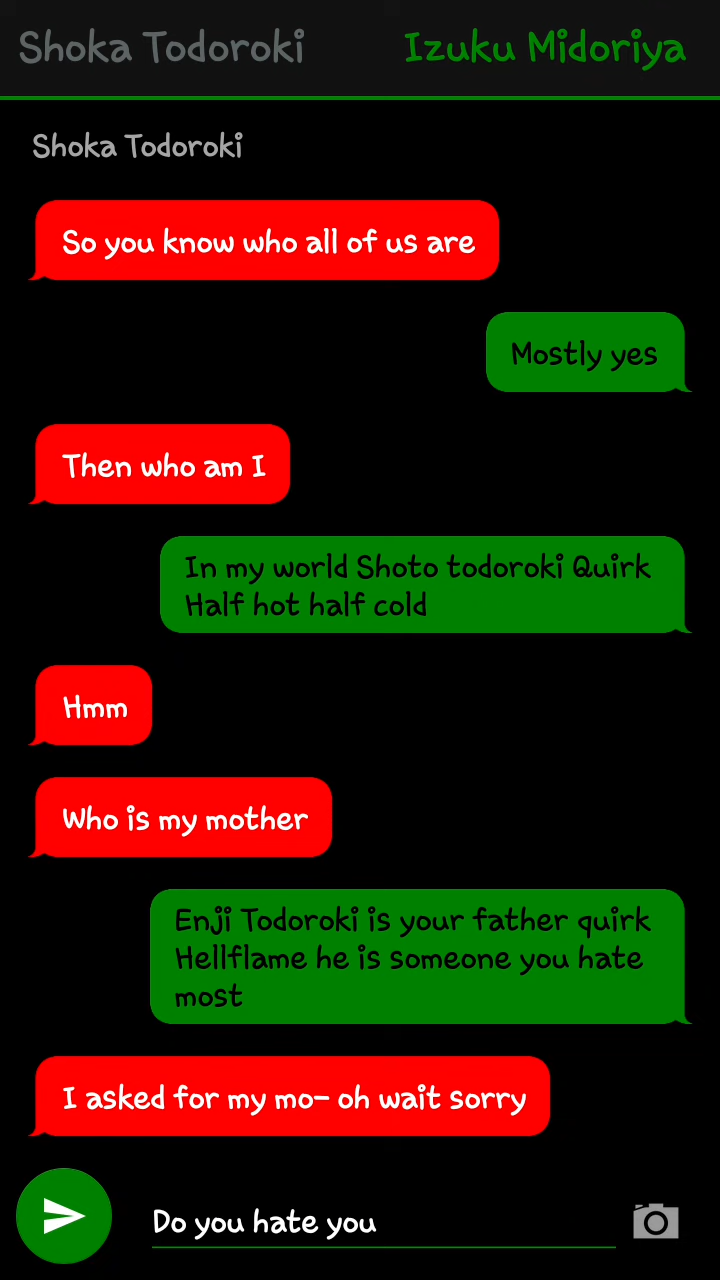 Shoka Todoroki Izuku Midoriya
Shoka Todoroki
So you know who all of us are
Mostly yes
Then who am I
In my world Shoto todoroki Quirk
Half hot half cold
Hmm
Who is my mother
Enji Todoroki is your father quirk
Hellflame he is someone you hate
most
I asked for my mo- oh wait sorry
Do you hate you